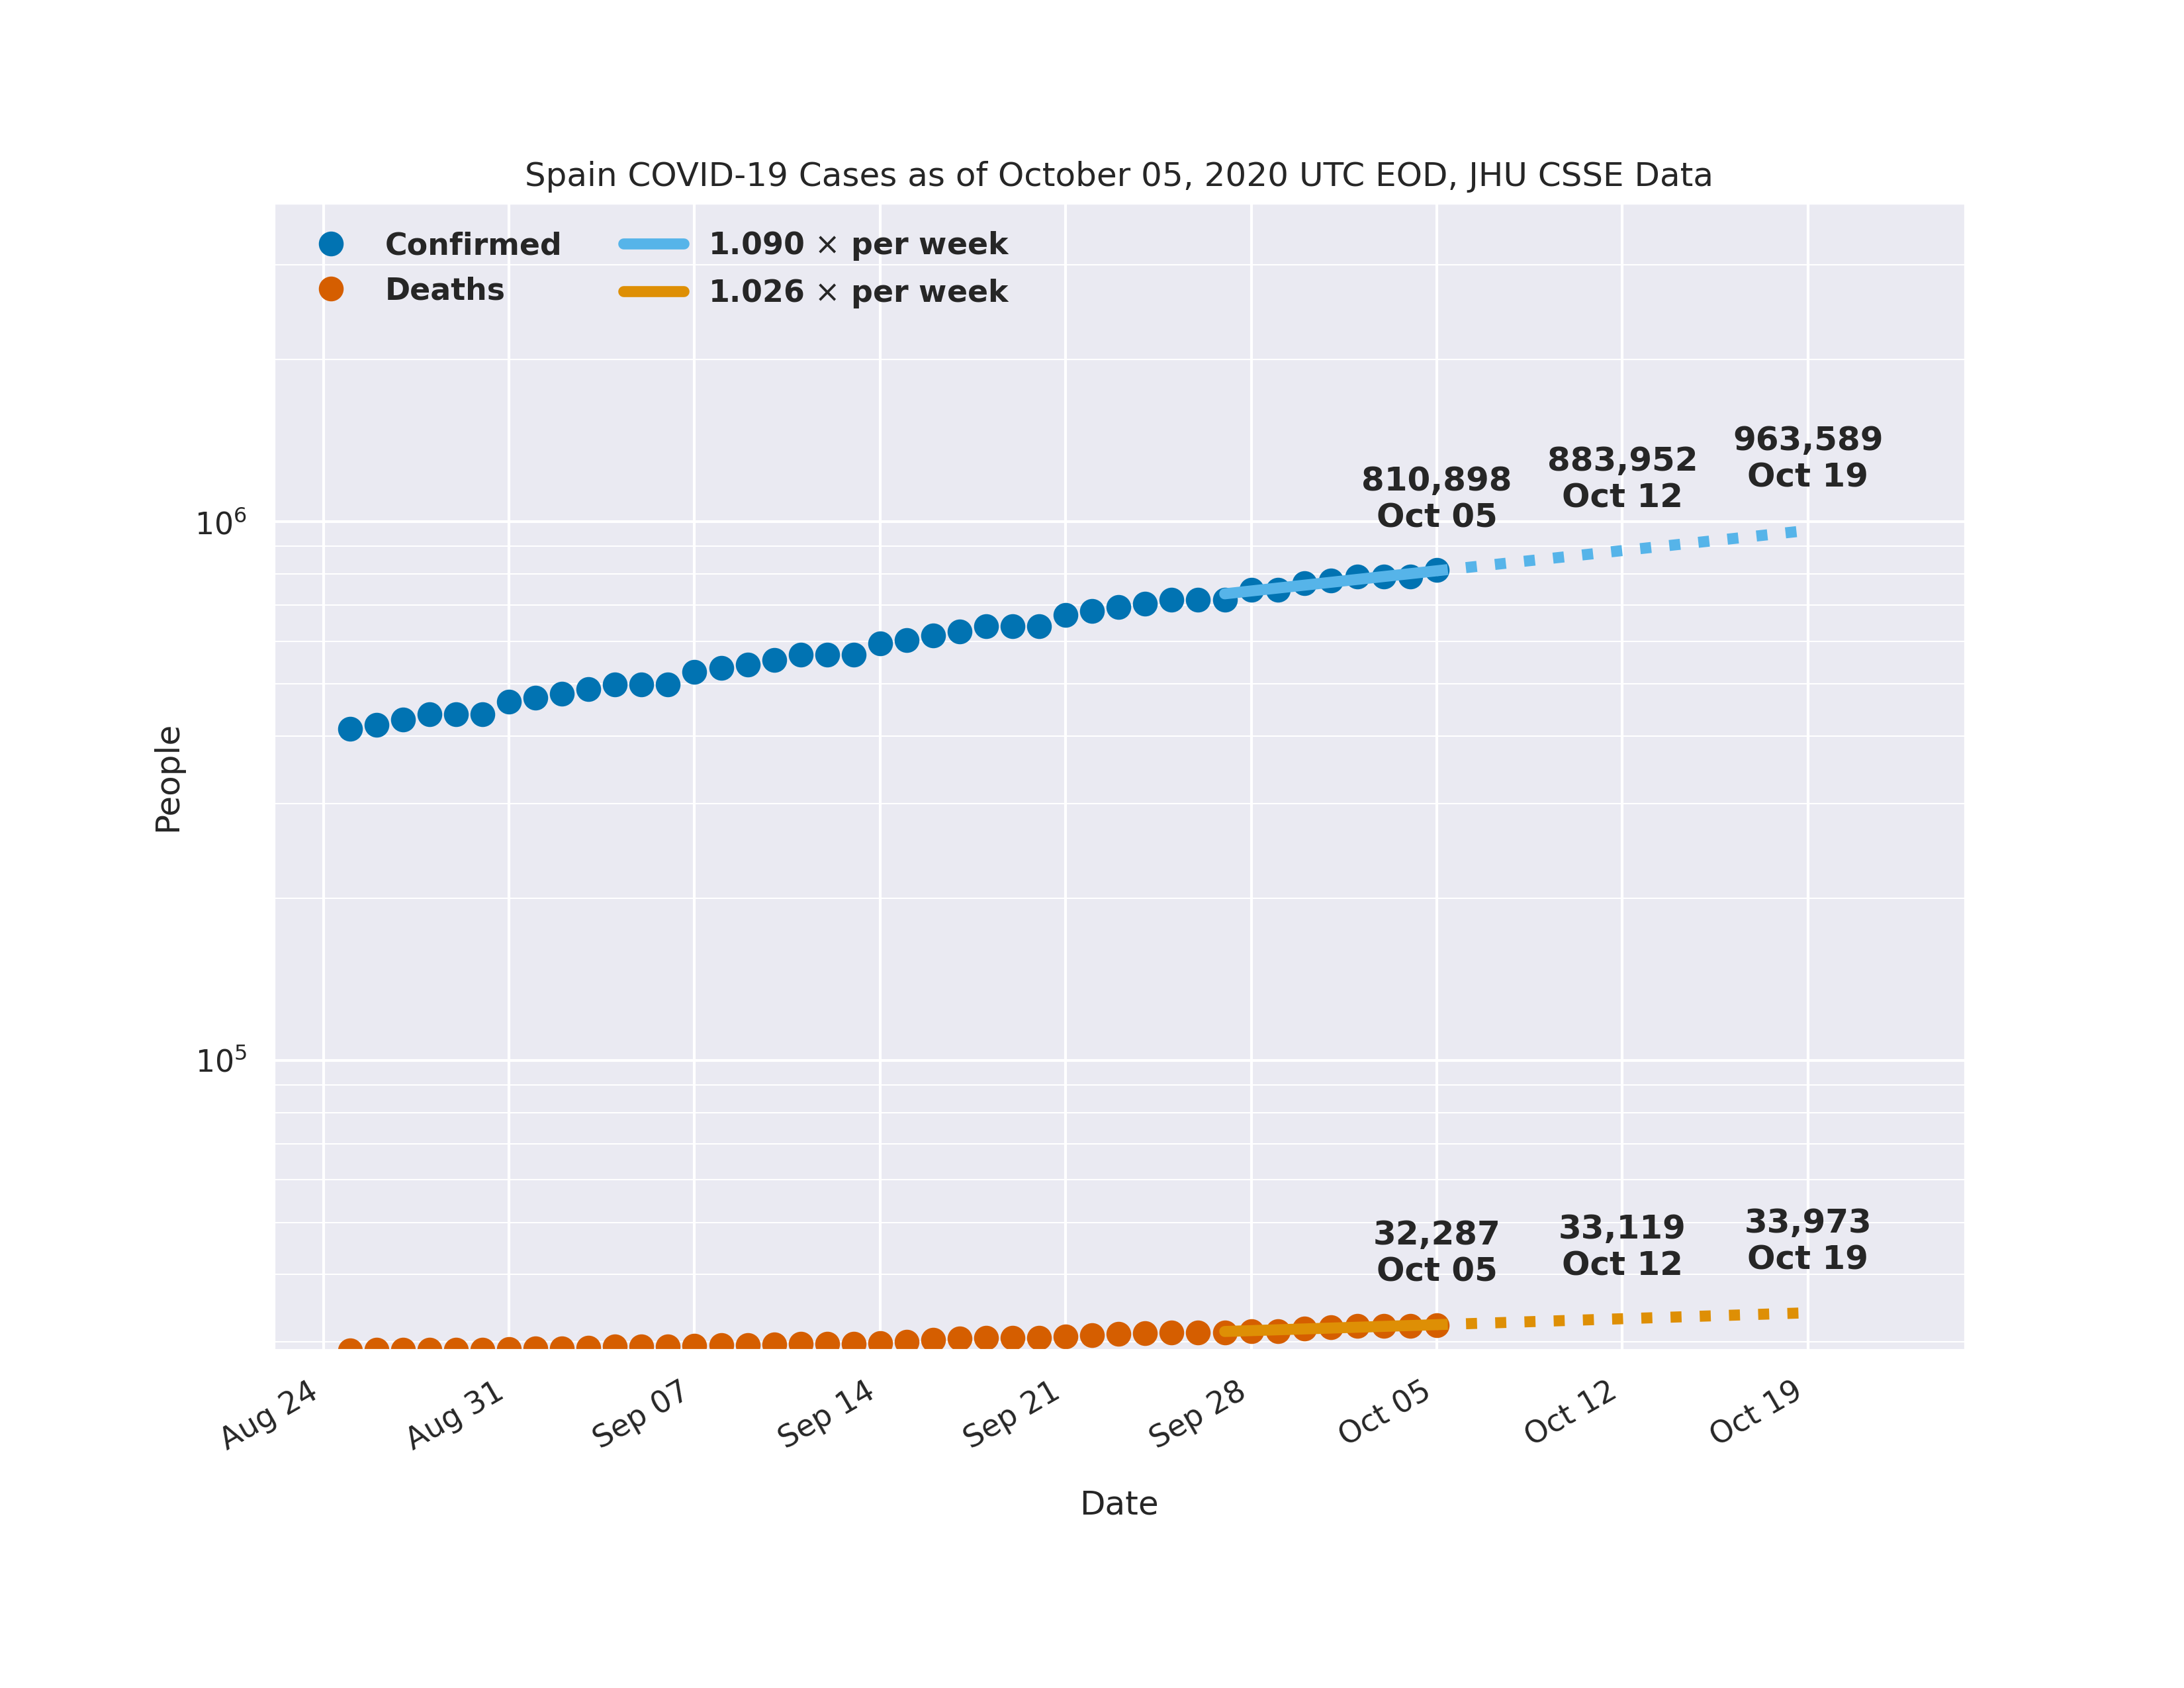 Spain COVID-19 Cases as of October 05, 2020 UTC EOD, JHU CSSE Data
Confirmed
Deaths
1.090 × per week
1.026 × per week
963,589
Oct 19
883,952
Oct 12
810,898
Oct 05
10⁶
People
10⁵
32,287
Oct 05
33,119
Oct 12
33,973
Oct 19
Aug 24
Aug 31
Sep 07
Sep 14
Sep 21
Sep 28
Oct 05
Oct 12
Oct 19
Date